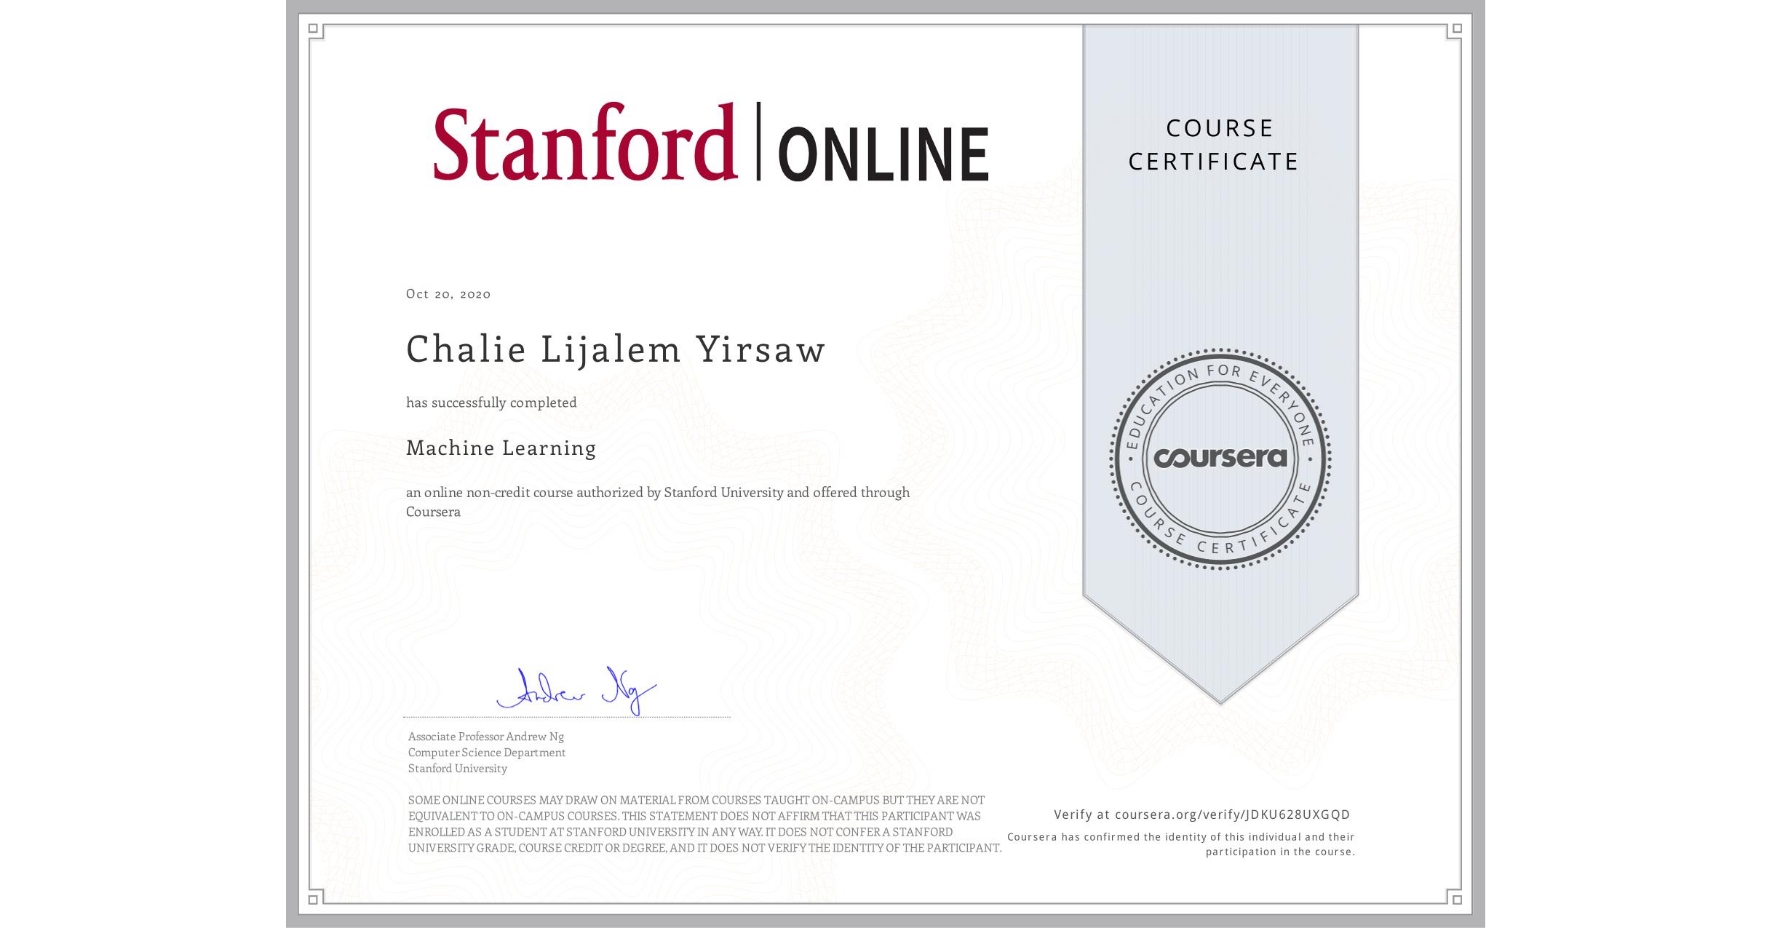 Stanford | ONLINE
COURSE
CERTIFICATE
Oct 20, 2020
Chalie Lijalem Yirsaw
has successfully completed
Machine Learning
an online non-credit course authorized by Stanford University and offered through
Coursera
EDUCATION FOR EVERYONE
coursera
COURSE CERTIFICATE
Andrew Ng
Associate Professor Andrew Ng
Computer Science Department
Stanford University
SOME ONLINE COURSES MAY DRAW ON MATERIAL FROM COURSES TAUGHT ON-CAMPUS BUT THEY ARE NOT
EQUIVALENT TO ON-CAMPUS COURSES. THIS STATEMENT DOES NOT AFFIRM THAT THIS PARTICIPANT WAS
ENROLLED AS A STUDENT AT STANFORD UNIVERSITY IN ANY WAY. IT DOES NOT CONFER A STANFORD
UNIVERSITY GRADE, COURSE CREDIT OR DEGREE, AND IT DOES NOT VERIFY THE IDENTITY OF THE PARTICIPANT.
Verify at coursera.org/verify/JDKU628UXGQD
Coursera has confirmed the identity of this individual and their
participation in the course.